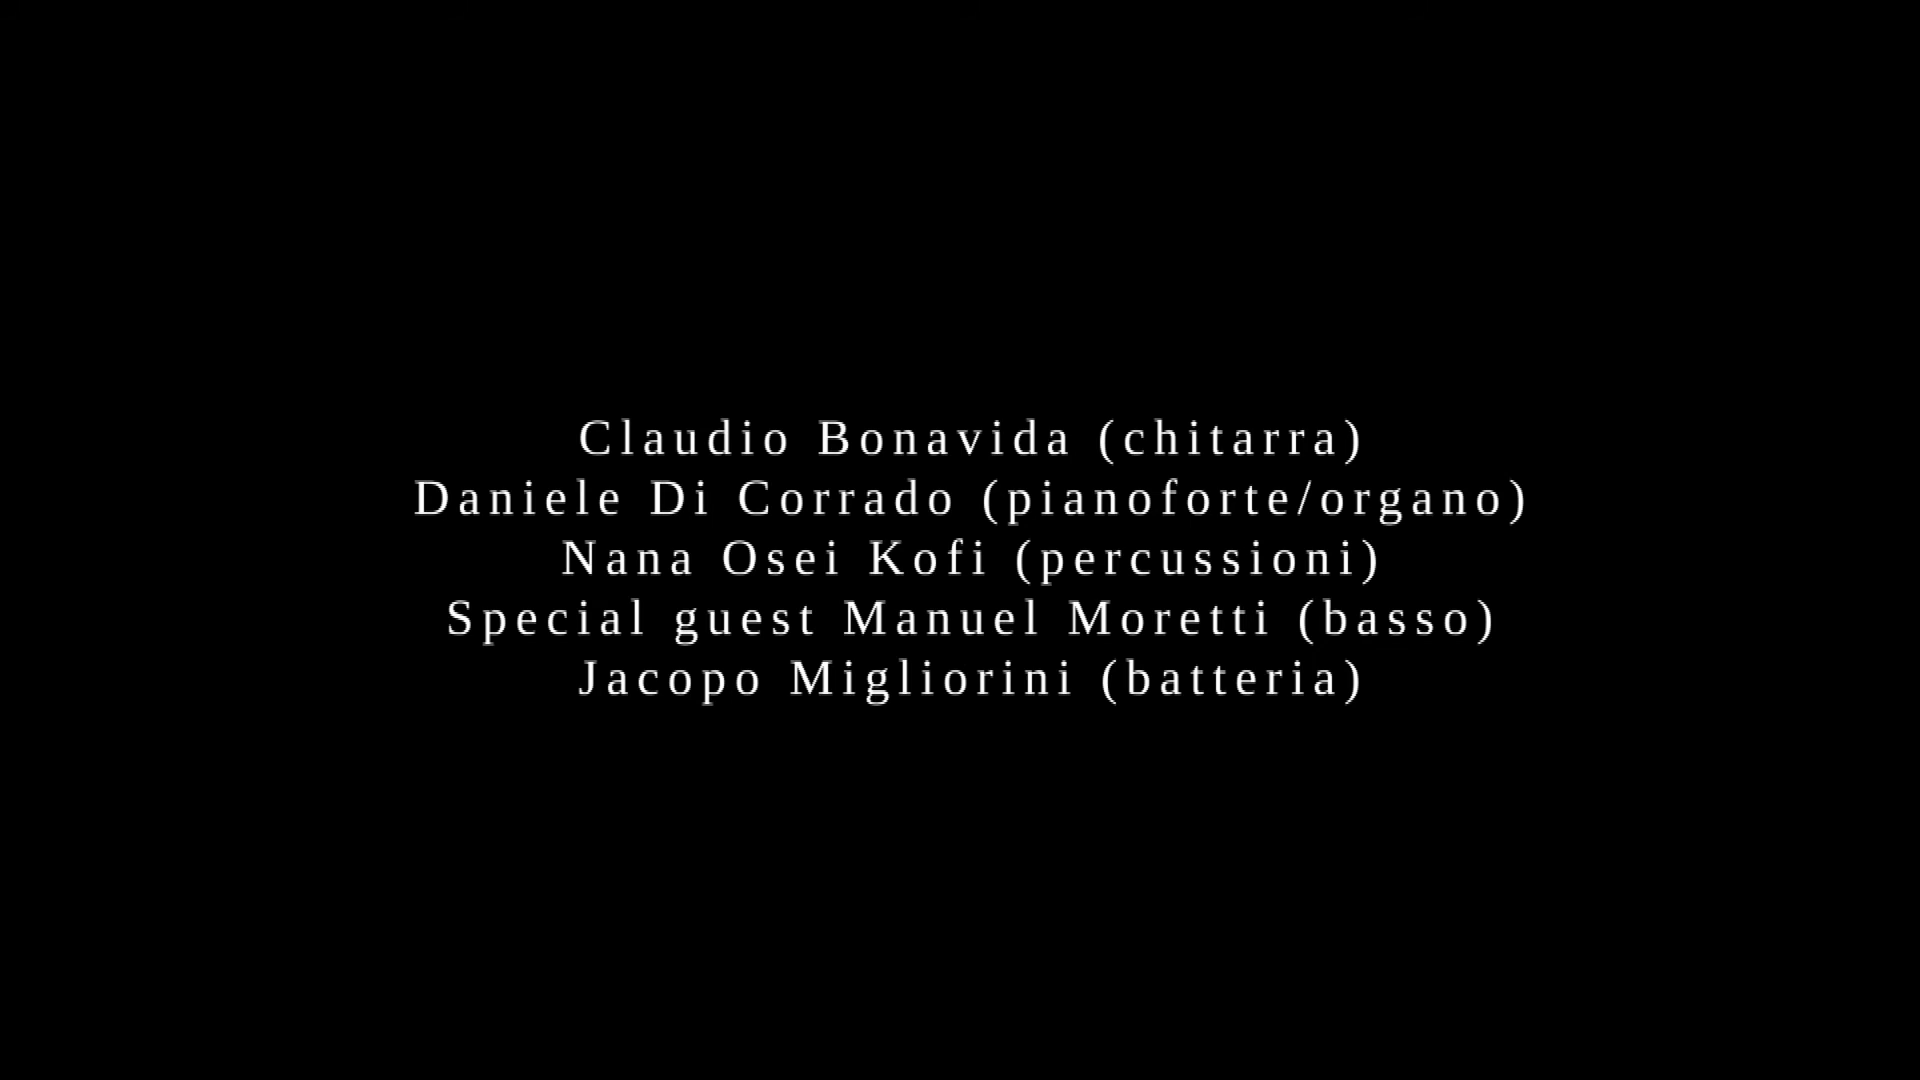 Claudio Bonavida (chitarra)
Daniele Di Corrado (pianoforte/organo)
Nana Osei Kofi (percussioni)
Special guest Manuel Moretti (basso)
Jacopo Migliorini (batteria)